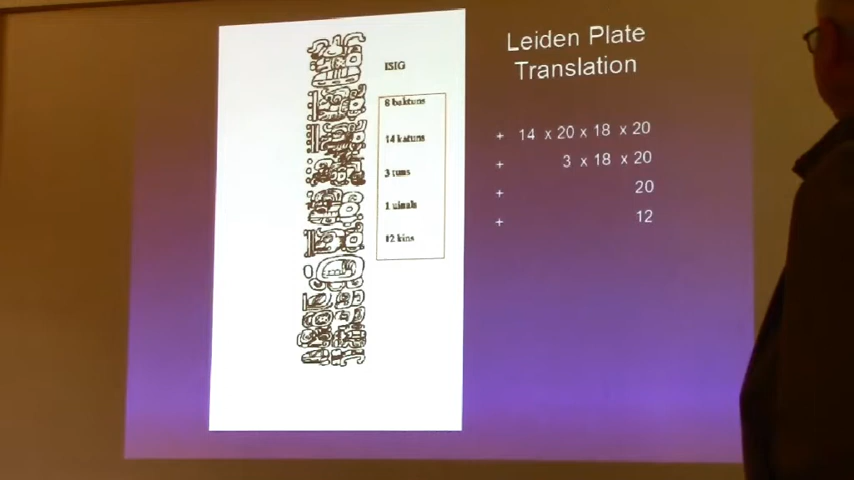 Leiden Plate
Translation
ISIG
8 baktuns
14 katuns
3 tuns
1 uinals
12 kins
+ 14 x 20 x 18 x 20
+ 3 x 18 x 20
+ 20
+ 12